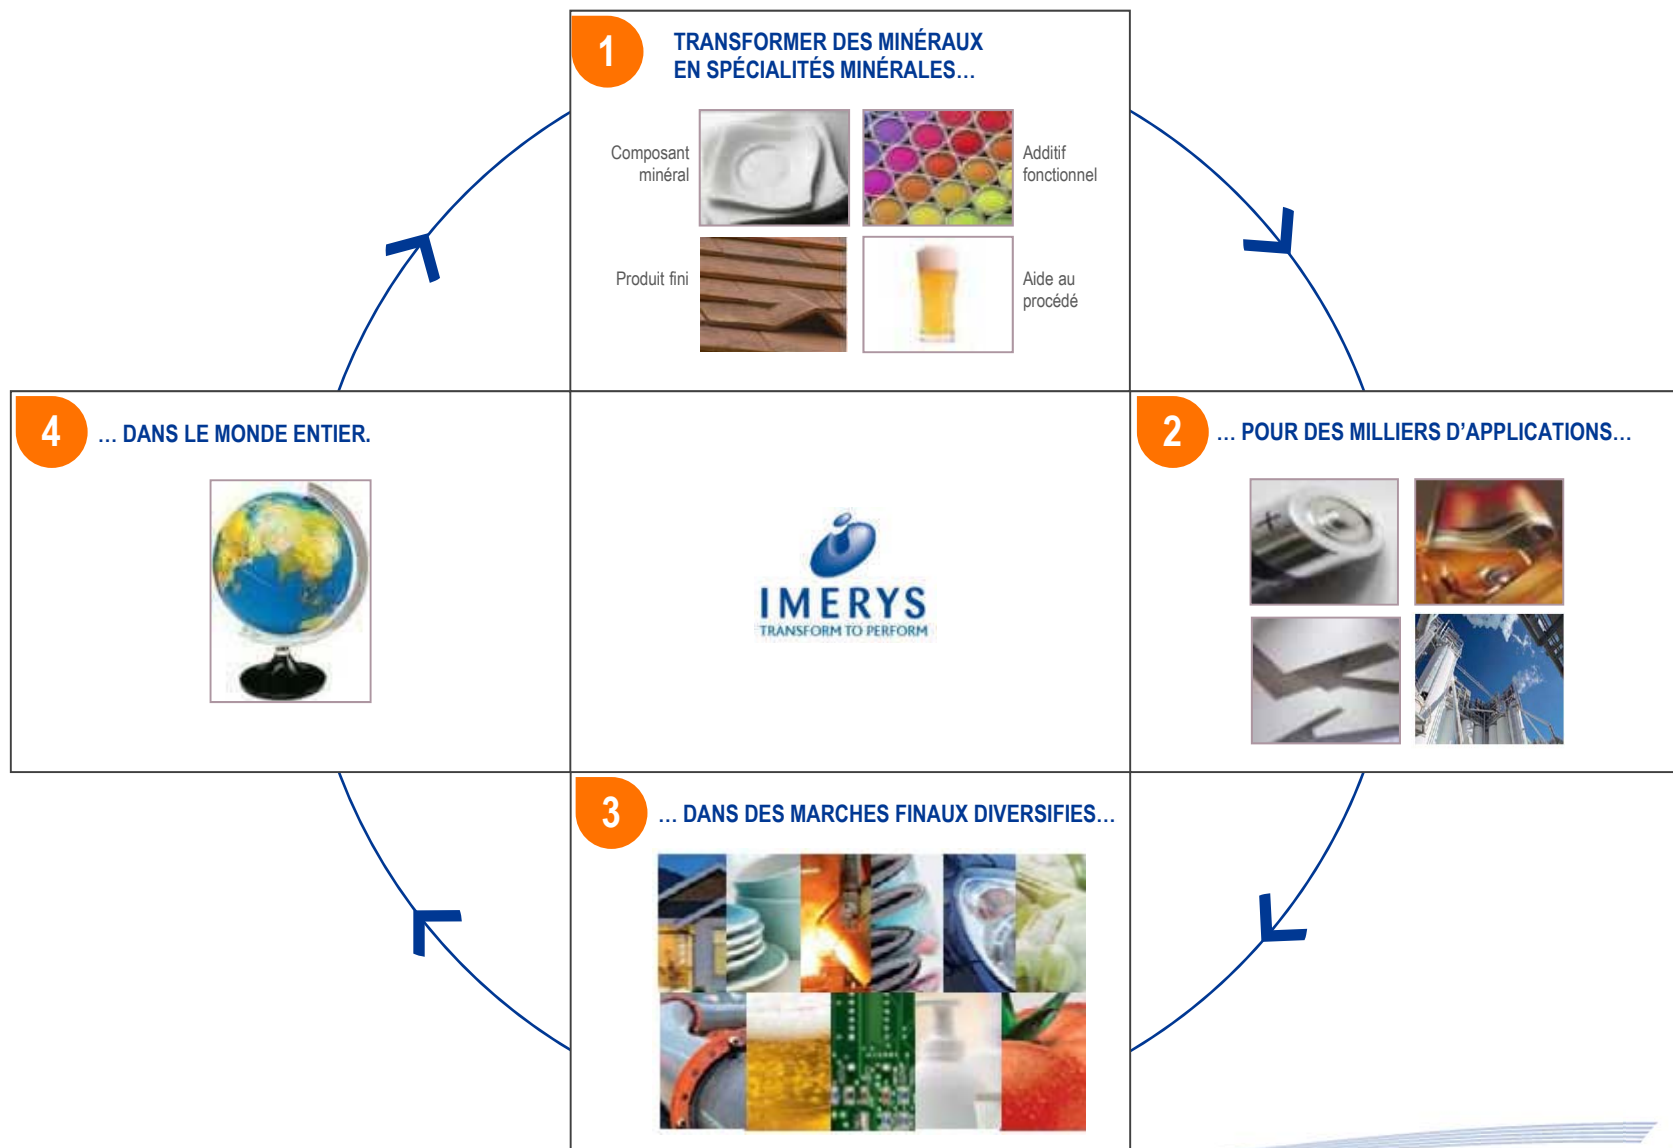 1
TRANSFORMER DES MINÉRAUX
EN SPÉCIALITÉS MINÉRALES…
Composant
minéral
Additif
fonctionnel
Produit fini
Aide au
procédé
2
… POUR DES MILLIERS D’APPLICATIONS…
3
… DANS DES MARCHES FINAUX DIVERSIFIES…
4
… DANS LE MONDE ENTIER.
IMERYS
TRANSFORM TO PERFORM